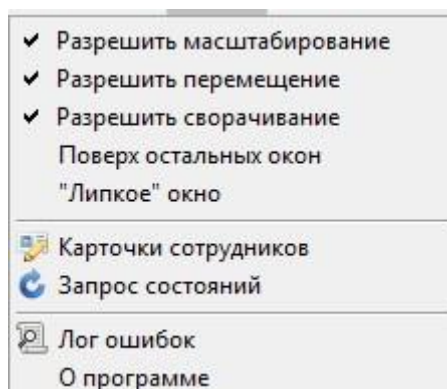 Разрешить масштабирование
Разрешить перемещение
Разрешить сворачивание
Поверх остальных окон
"Липкое" окно
Карточки сотрудников
Запрос состояний
Лог ошибок
О программе